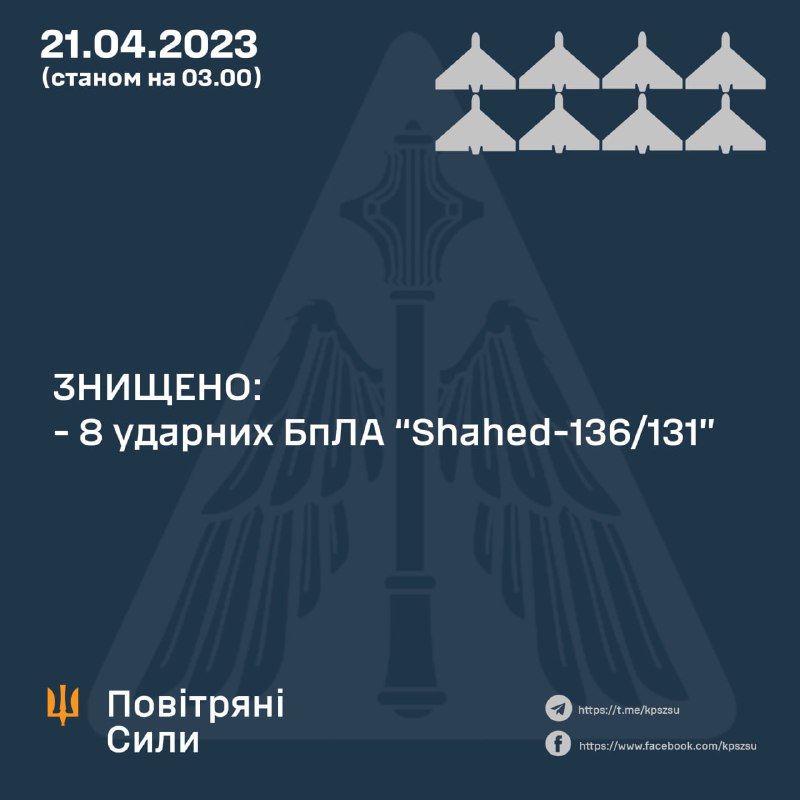 21.04.2023
(станом на 03.00)
ЗНИЩЕНО:
- 8 ударних БпЛА “Shahed-136/131”
Повітряні
Сили
https://t.me/kpszsu
https://www.facebook.com/kpszsu